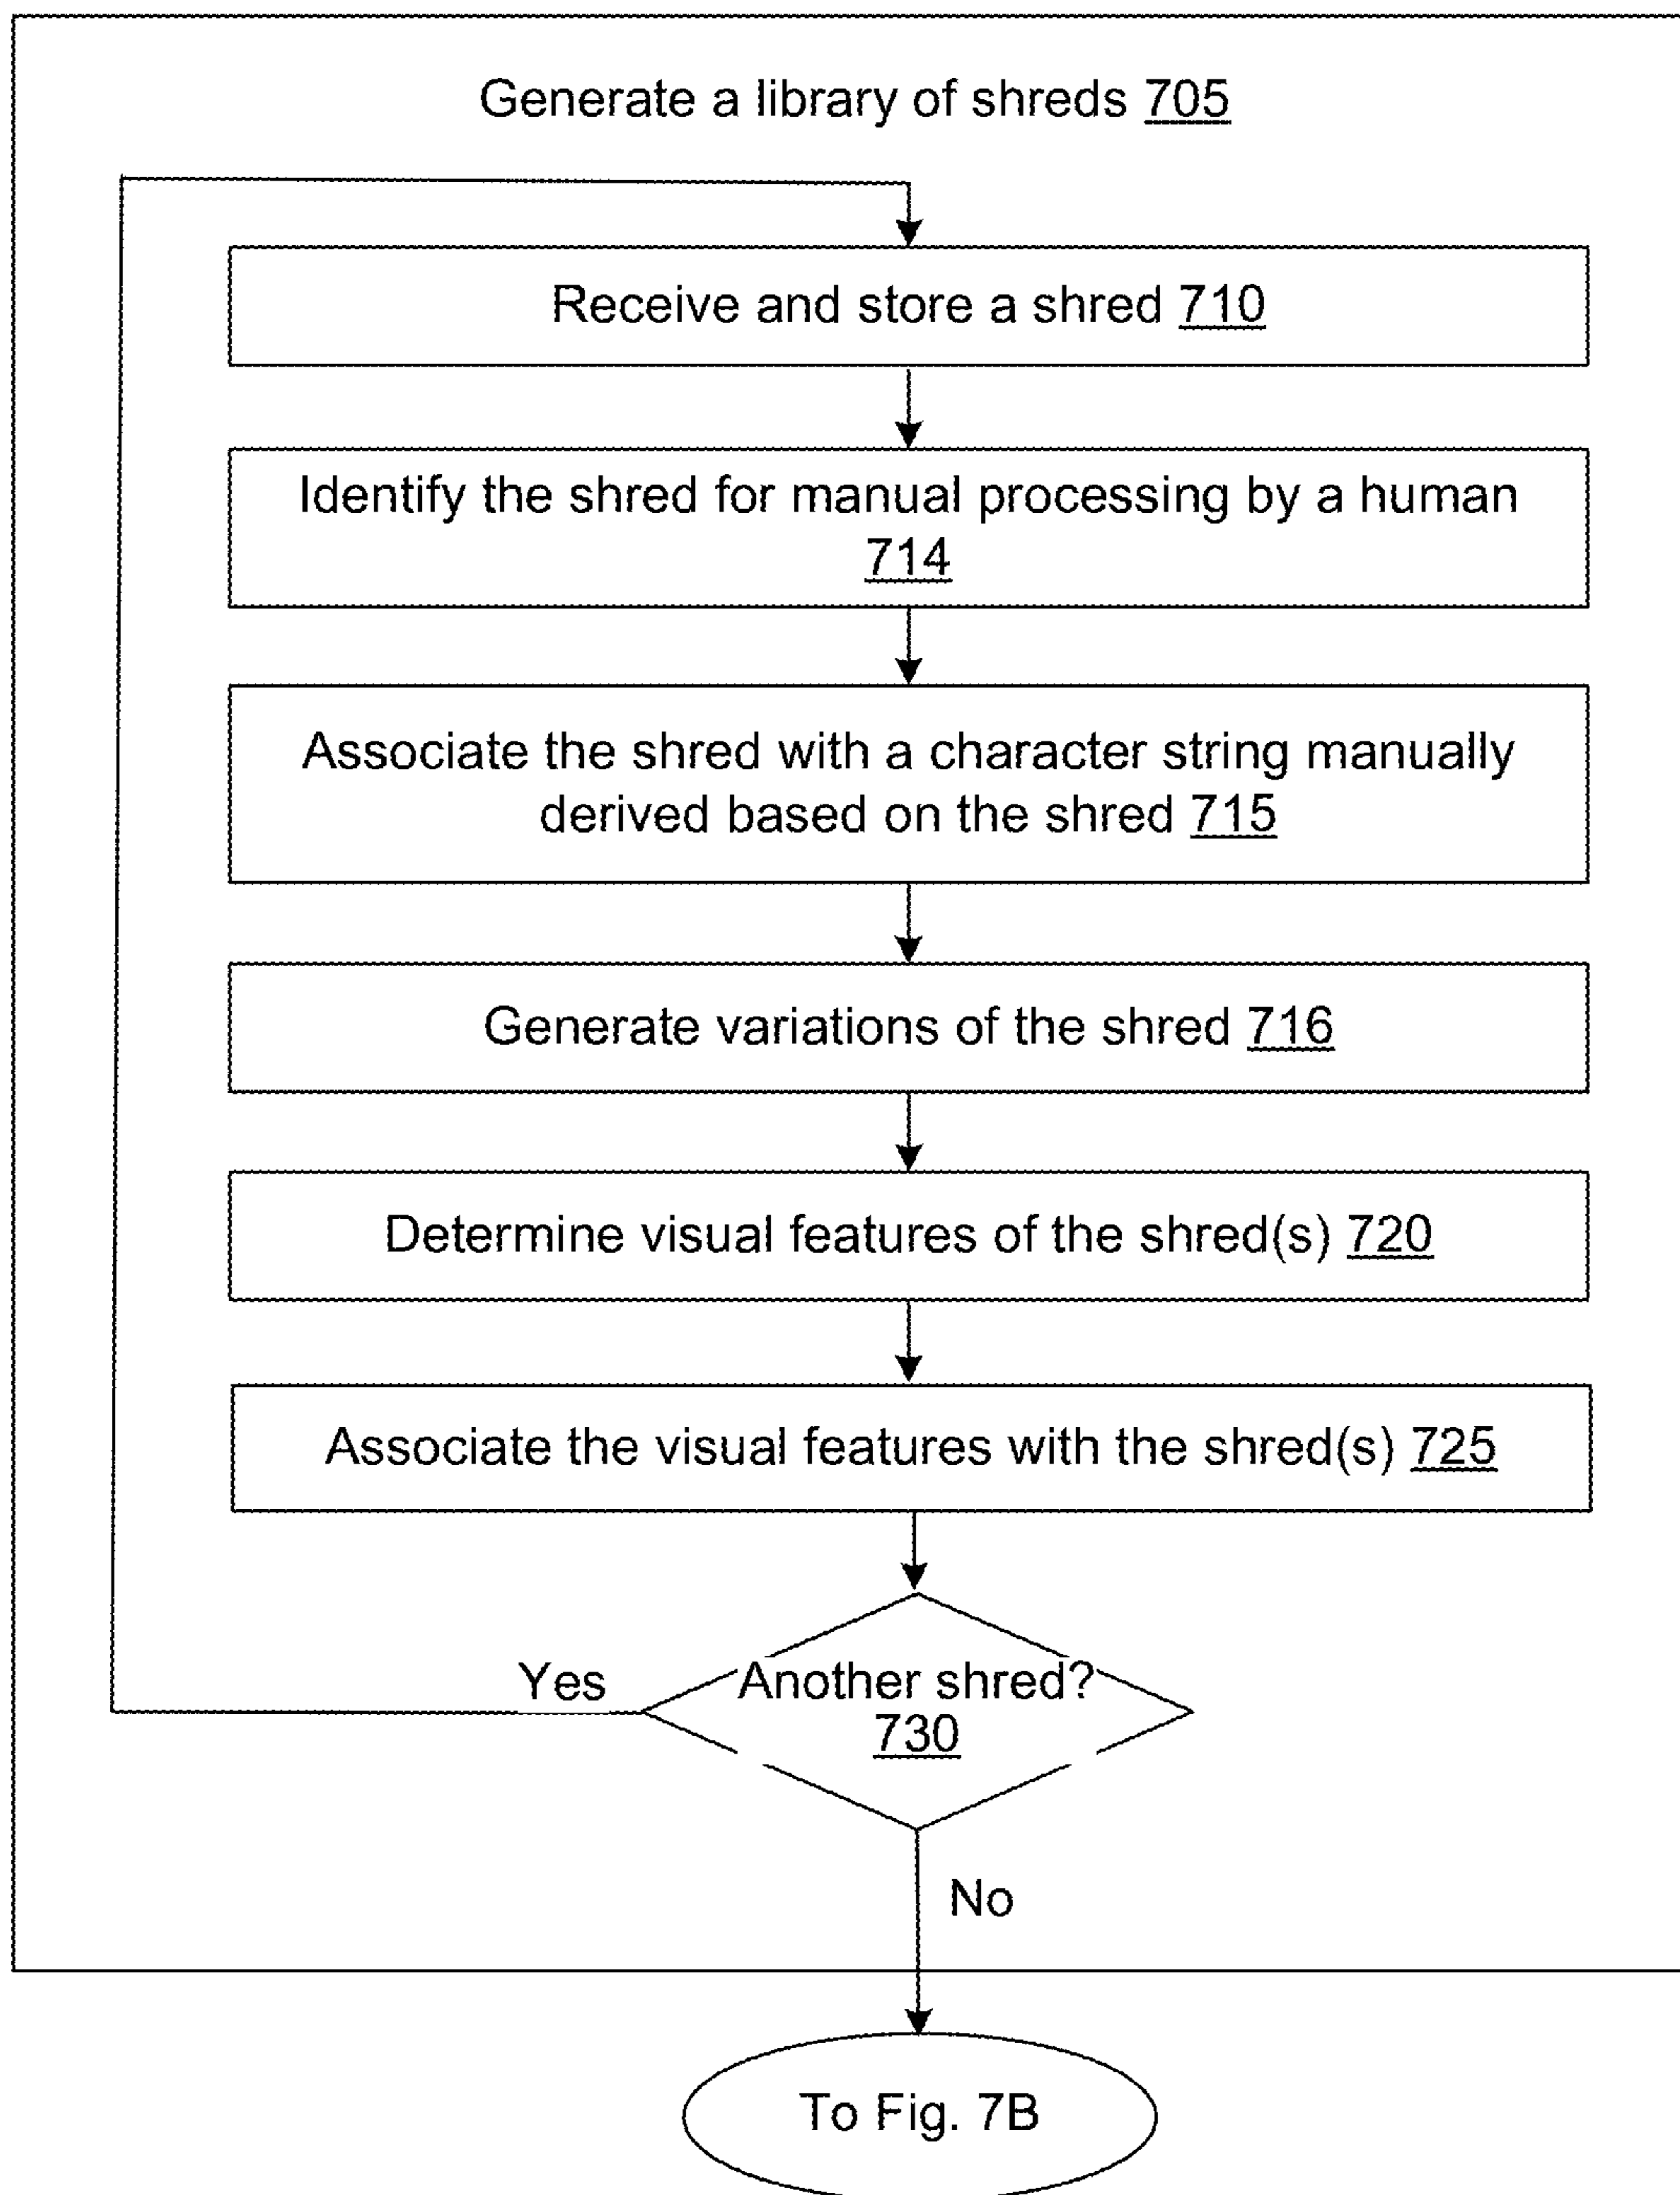 Generate a library of shreds 705
Receive and store a shred 710
Identify the shred for manual processing by a human
714
Associate the shred with a character string manually
derived based on the shred 715
Generate variations of the shred 716
Determine visual features of the shred(s) 720
Associate the visual features with the shred(s) 725
Yes
Another shred?
730
No
To Fig. 7B